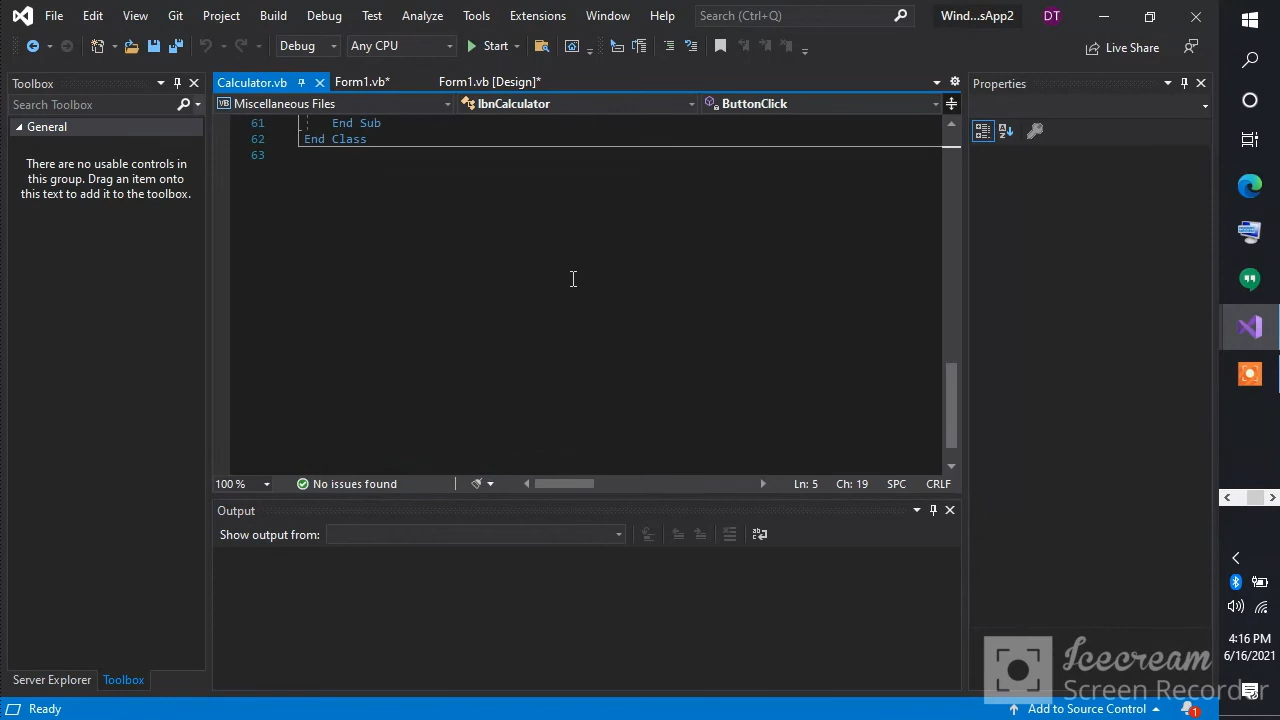 File Edit View Git Project Build Debug Test Analyze Tools Extensions Window Help Search (Ctrl+Q) Wind...sApp2 DT
Debug Any CPU Start Live Share
Toolbox
Search Toolbox
General
There are no usable controls in
this group. Drag an item onto
this text to add it to the toolbox.
Server Explorer Toolbox
Calculator.vb Form1.vb* Form1.vb [Design]*
VB Miscellaneous Files IbnCalculator ButtonClick
61 End Sub
62 End Class
63
100 % No issues found Ln: 5 Ch: 19 SPC CRLF
Output
Show output from:
Properties
4:16 PM
6/16/2021
Icecream
Screen Recorder
Ready Add to Source Control 1